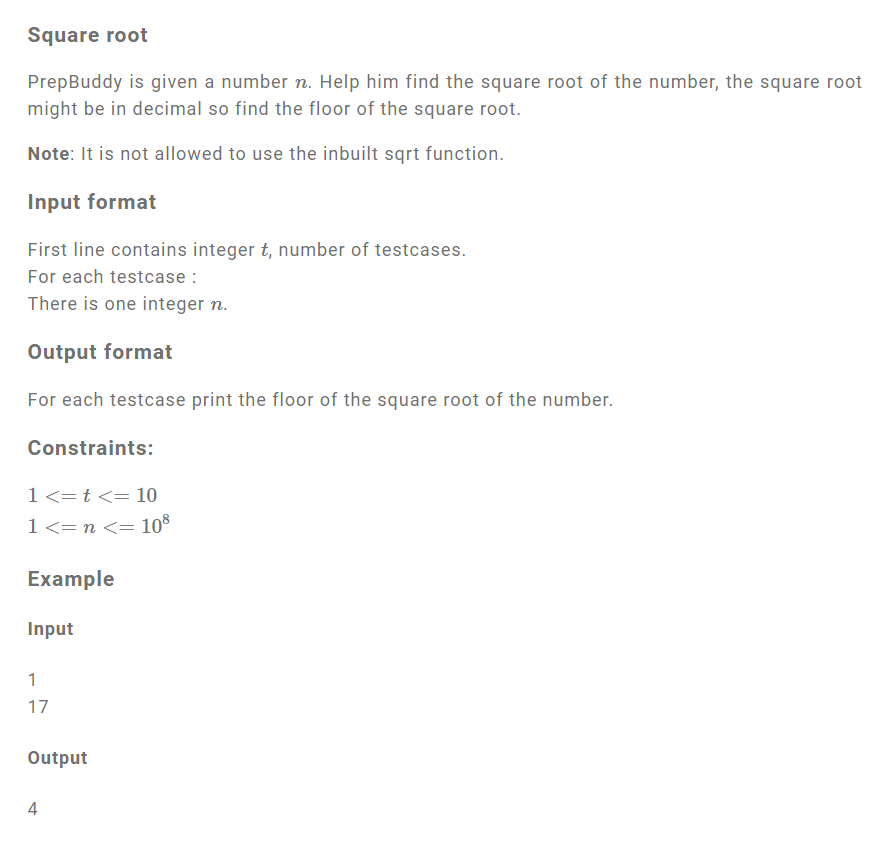 Square root
PrepBuddy is given a number n. Help him find the square root of the number, the square root
might be in decimal so find the floor of the square root.
Note: It is not allowed to use the inbuilt sqrt function.
Input format
First line contains integer t, number of testcases.
For each testcase :
There is one integer n.
Output format
For each testcase print the floor of the square root of the number.
Constraints:
1 <= t <= 10
1 <= n <= 10⁸
Example
Input
1
17
Output
4